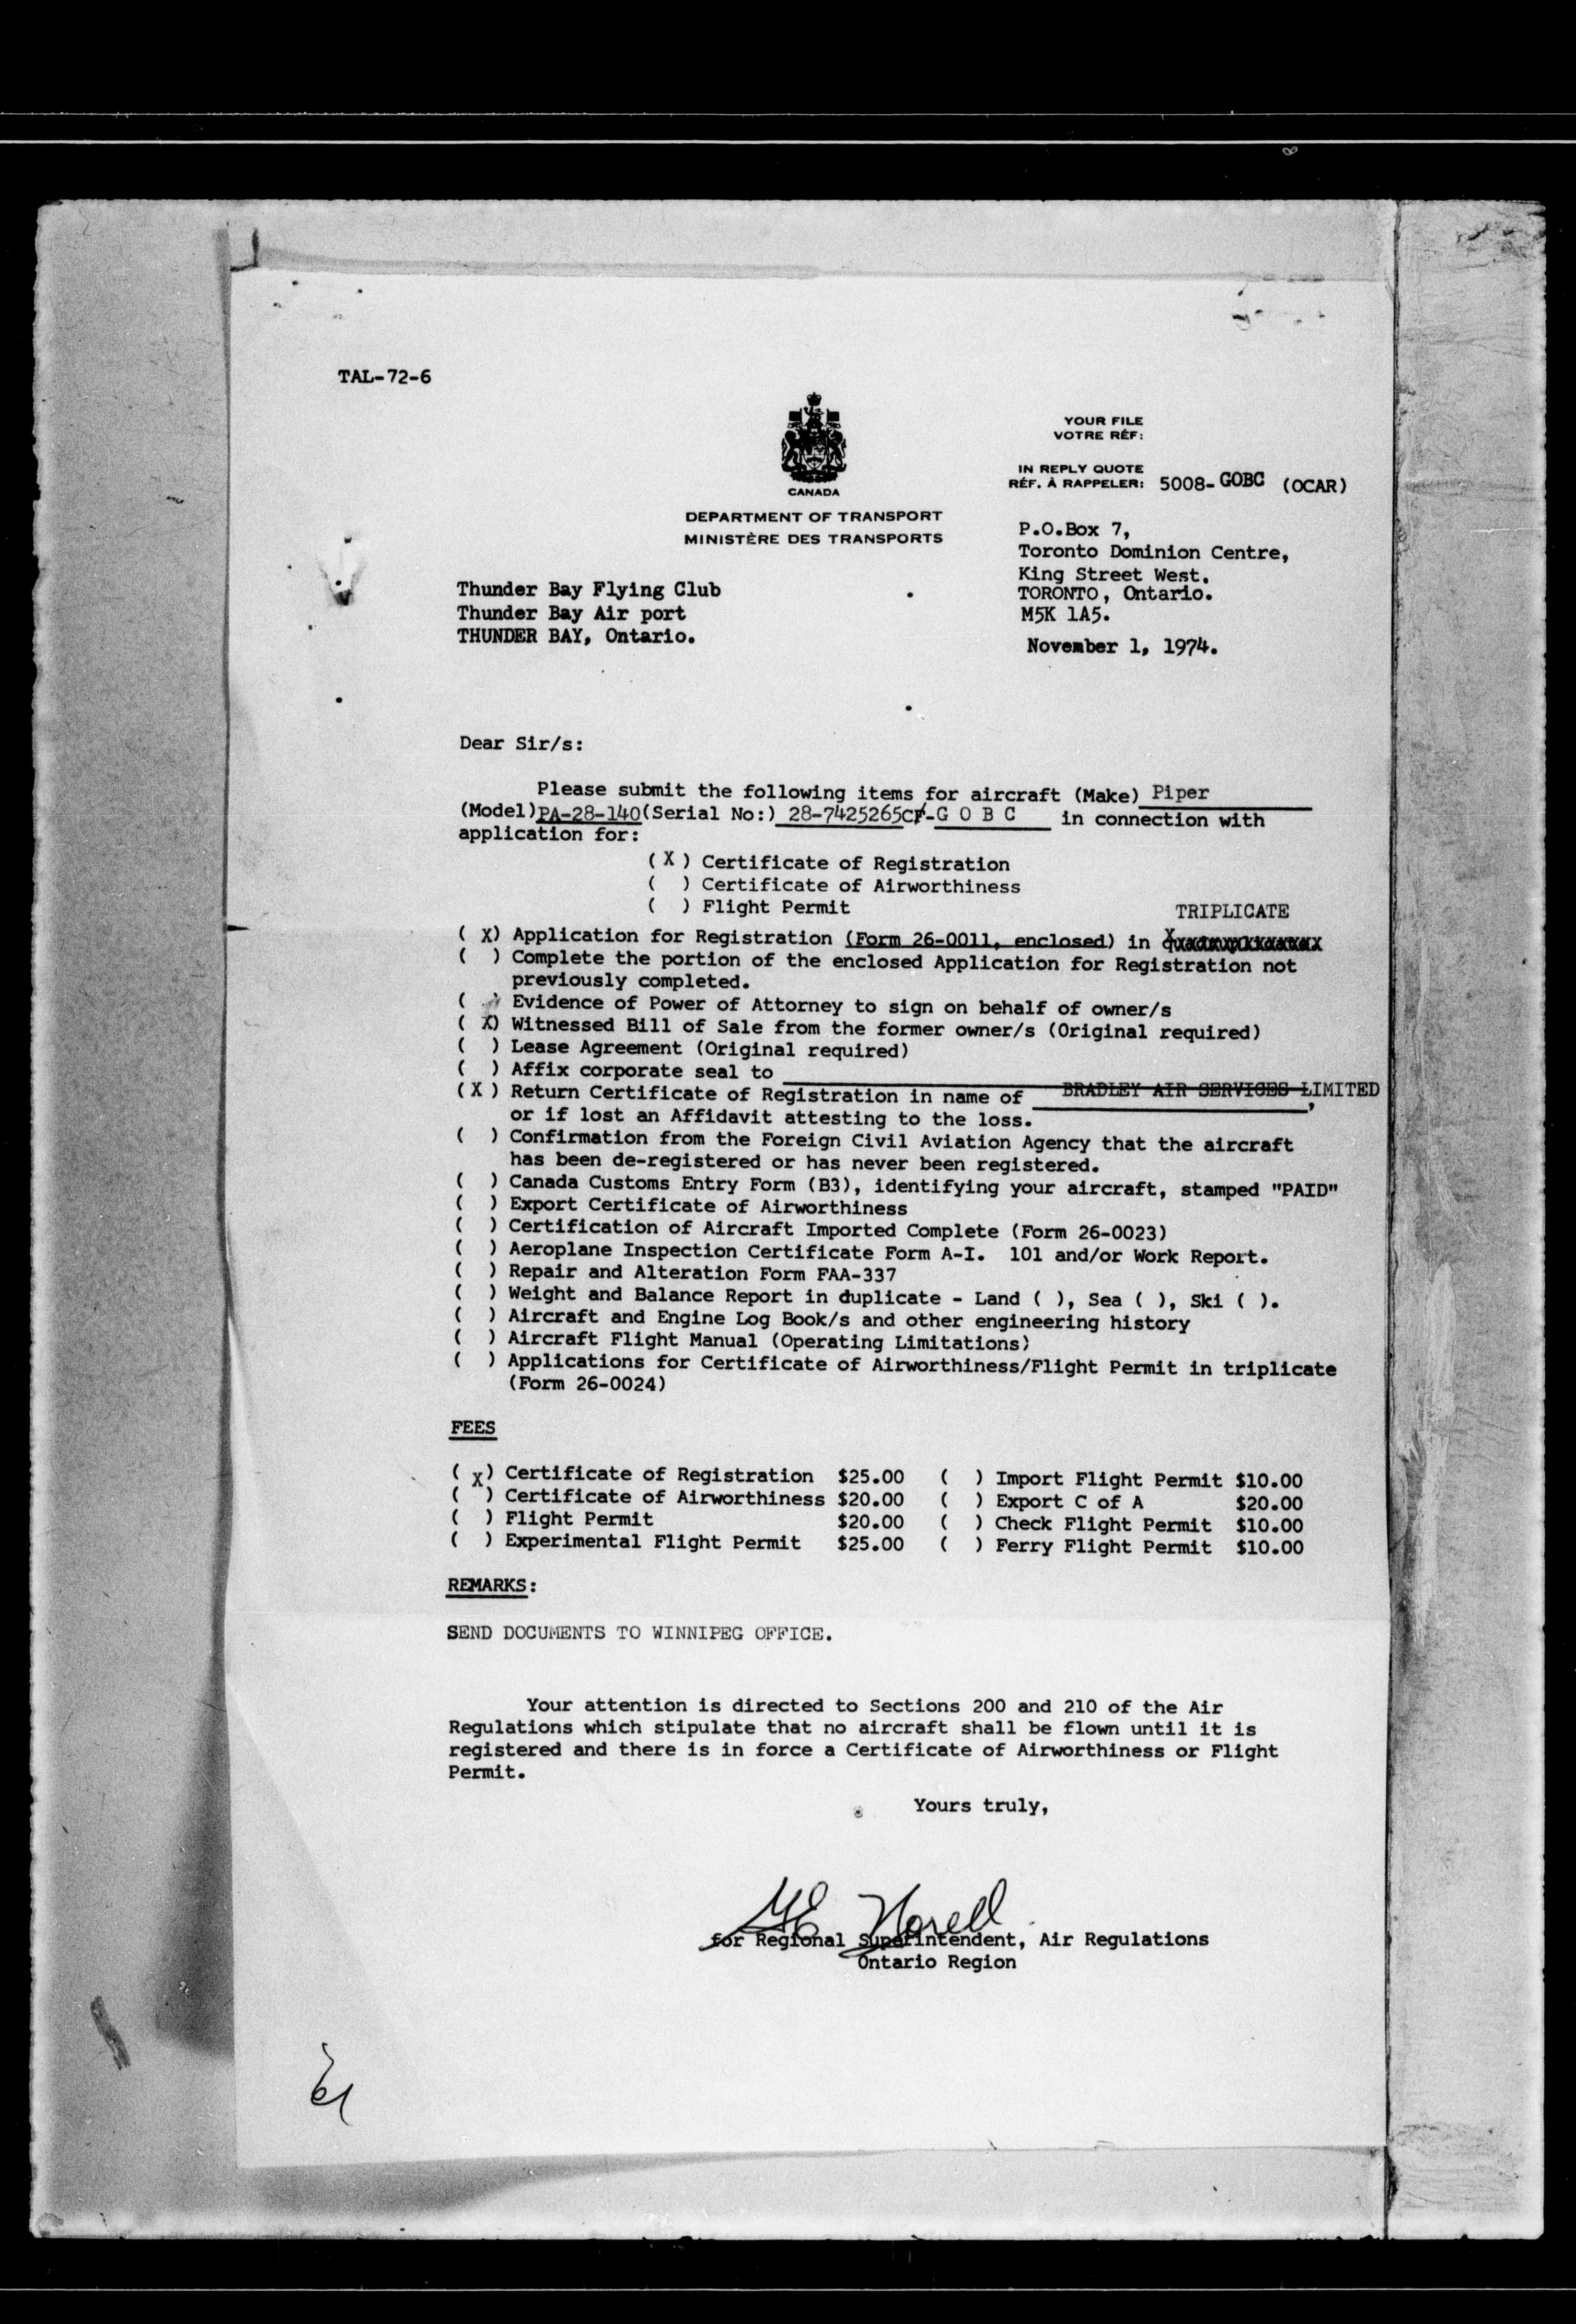 TAL-72-6
YOUR FILE
VOTRE RÉF:
IN REPLY QUOTE
RÉF. À RAPPELER: 5008-GOBC (OCAR)
CANADA
DEPARTMENT OF TRANSPORT
MINISTÈRE DES TRANSPORTS
P.O.Box 7,
Toronto Dominion Centre,
King Street West.
TORONTO, Ontario.
M5K 1A5.
November 1, 1974.
Thunder Bay Flying Club
Thunder Bay Air port
THUNDER BAY, Ontario.
Dear Sir/s:
Please submit the following items for aircraft (Make) Piper
(Model) PA-28-140 (Serial No:) 28-7425265 CF-G O B C in connection with
application for:
(X) Certificate of Registration
( ) Certificate of Airworthiness
( ) Flight Permit
TRIPLICATE
( X) Application for Registration (Form 26-0011, enclosed) in
( ) Complete the portion of the enclosed Application for Registration not
previously completed.
( ) Evidence of Power of Attorney to sign on behalf of owner/s
( X) Witnessed Bill of Sale from the former owner/s (Original required)
( ) Lease Agreement (Original required)
( ) Affix corporate seal to
(X ) Return Certificate of Registration in name of BRADLEY AIR SERVICES LIMITED,
or if lost an Affidavit attesting to the loss.
( ) Confirmation from the Foreign Civil Aviation Agency that the aircraft
has been de-registered or has never been registered.
( ) Canada Customs Entry Form (B3), identifying your aircraft, stamped "PAID"
( ) Export Certificate of Airworthiness
( ) Certification of Aircraft Imported Complete (Form 26-0023)
( ) Aeroplane Inspection Certificate Form A-I. 101 and/or Work Report.
( ) Repair and Alteration Form FAA-337
( ) Weight and Balance Report in duplicate - Land ( ), Sea ( ), Ski ( ).
( ) Aircraft and Engine Log Book/s and other engineering history
( ) Aircraft Flight Manual (Operating Limitations)
( ) Applications for Certificate of Airworthiness/Flight Permit in triplicate
(Form 26-0024)
FEES
( X) Certificate of Registration $25.00 ( ) Import Flight Permit $10.00
( ) Certificate of Airworthiness $20.00 ( ) Export C of A $20.00
( ) Flight Permit $20.00 ( ) Check Flight Permit $10.00
( ) Experimental Flight Permit $25.00 ( ) Ferry Flight Permit $10.00
REMARKS:
SEND DOCUMENTS TO WINNIPEG OFFICE.
Your attention is directed to Sections 200 and 210 of the Air
Regulations which stipulate that no aircraft shall be flown until it is
registered and there is in force a Certificate of Airworthiness or Flight
Permit.
Yours truly,
for Regional Superintendent, Air Regulations
Ontario Region